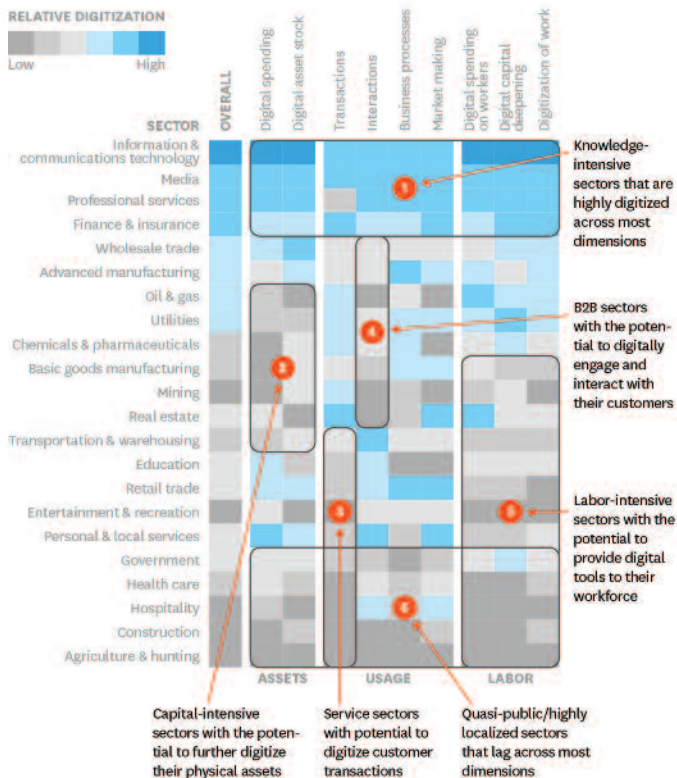 RELATIVE DIGITIZATION
Low High
SECTOR
OVERALL
Digital spending
Digital asset stock
Transactions
Interactions
Business processes
Market making
Digital spending
on workers
Digital capital
deepening
Digitization of work
Information &
communications technology
Media
Professional services
Finance & insurance
Wholesale trade
Advanced manufacturing
Oil & gas
Utilities
Chemicals & pharmaceuticals
Basic goods manufacturing
Mining
Real estate
Transportation & warehousing
Education
Retail trade
Entertainment & recreation
Personal & local services
Government
Health care
Hospitality
Construction
Agriculture & hunting
1
4
2
3
5
6
ASSETS USAGE LABOR
Knowledge-
intensive
sectors that are
highly digitized
across most
dimensions
B2B sectors
with the poten-
tial to digitally
engage and
interact with
their customers
Labor-intensive
sectors with the
potential to
provide digital
tools to their
workforce
Capital-intensive
sectors with the poten-
tial to further digitize
their physical assets
Service sectors
with potential to
digitize customer
transactions
Quasi-public/highly
localized sectors
that lag across most
dimensions